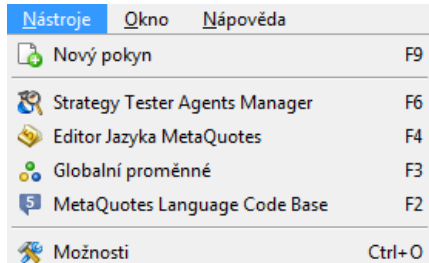 Nástroje Okno Nápověda
Nový pokyn F9
Strategy Tester Agents Manager F6
Editor Jazyka MetaQuotes F4
Globalní proměnné F3
5 MetaQuotes Language Code Base F2
Možnosti Ctrl+O